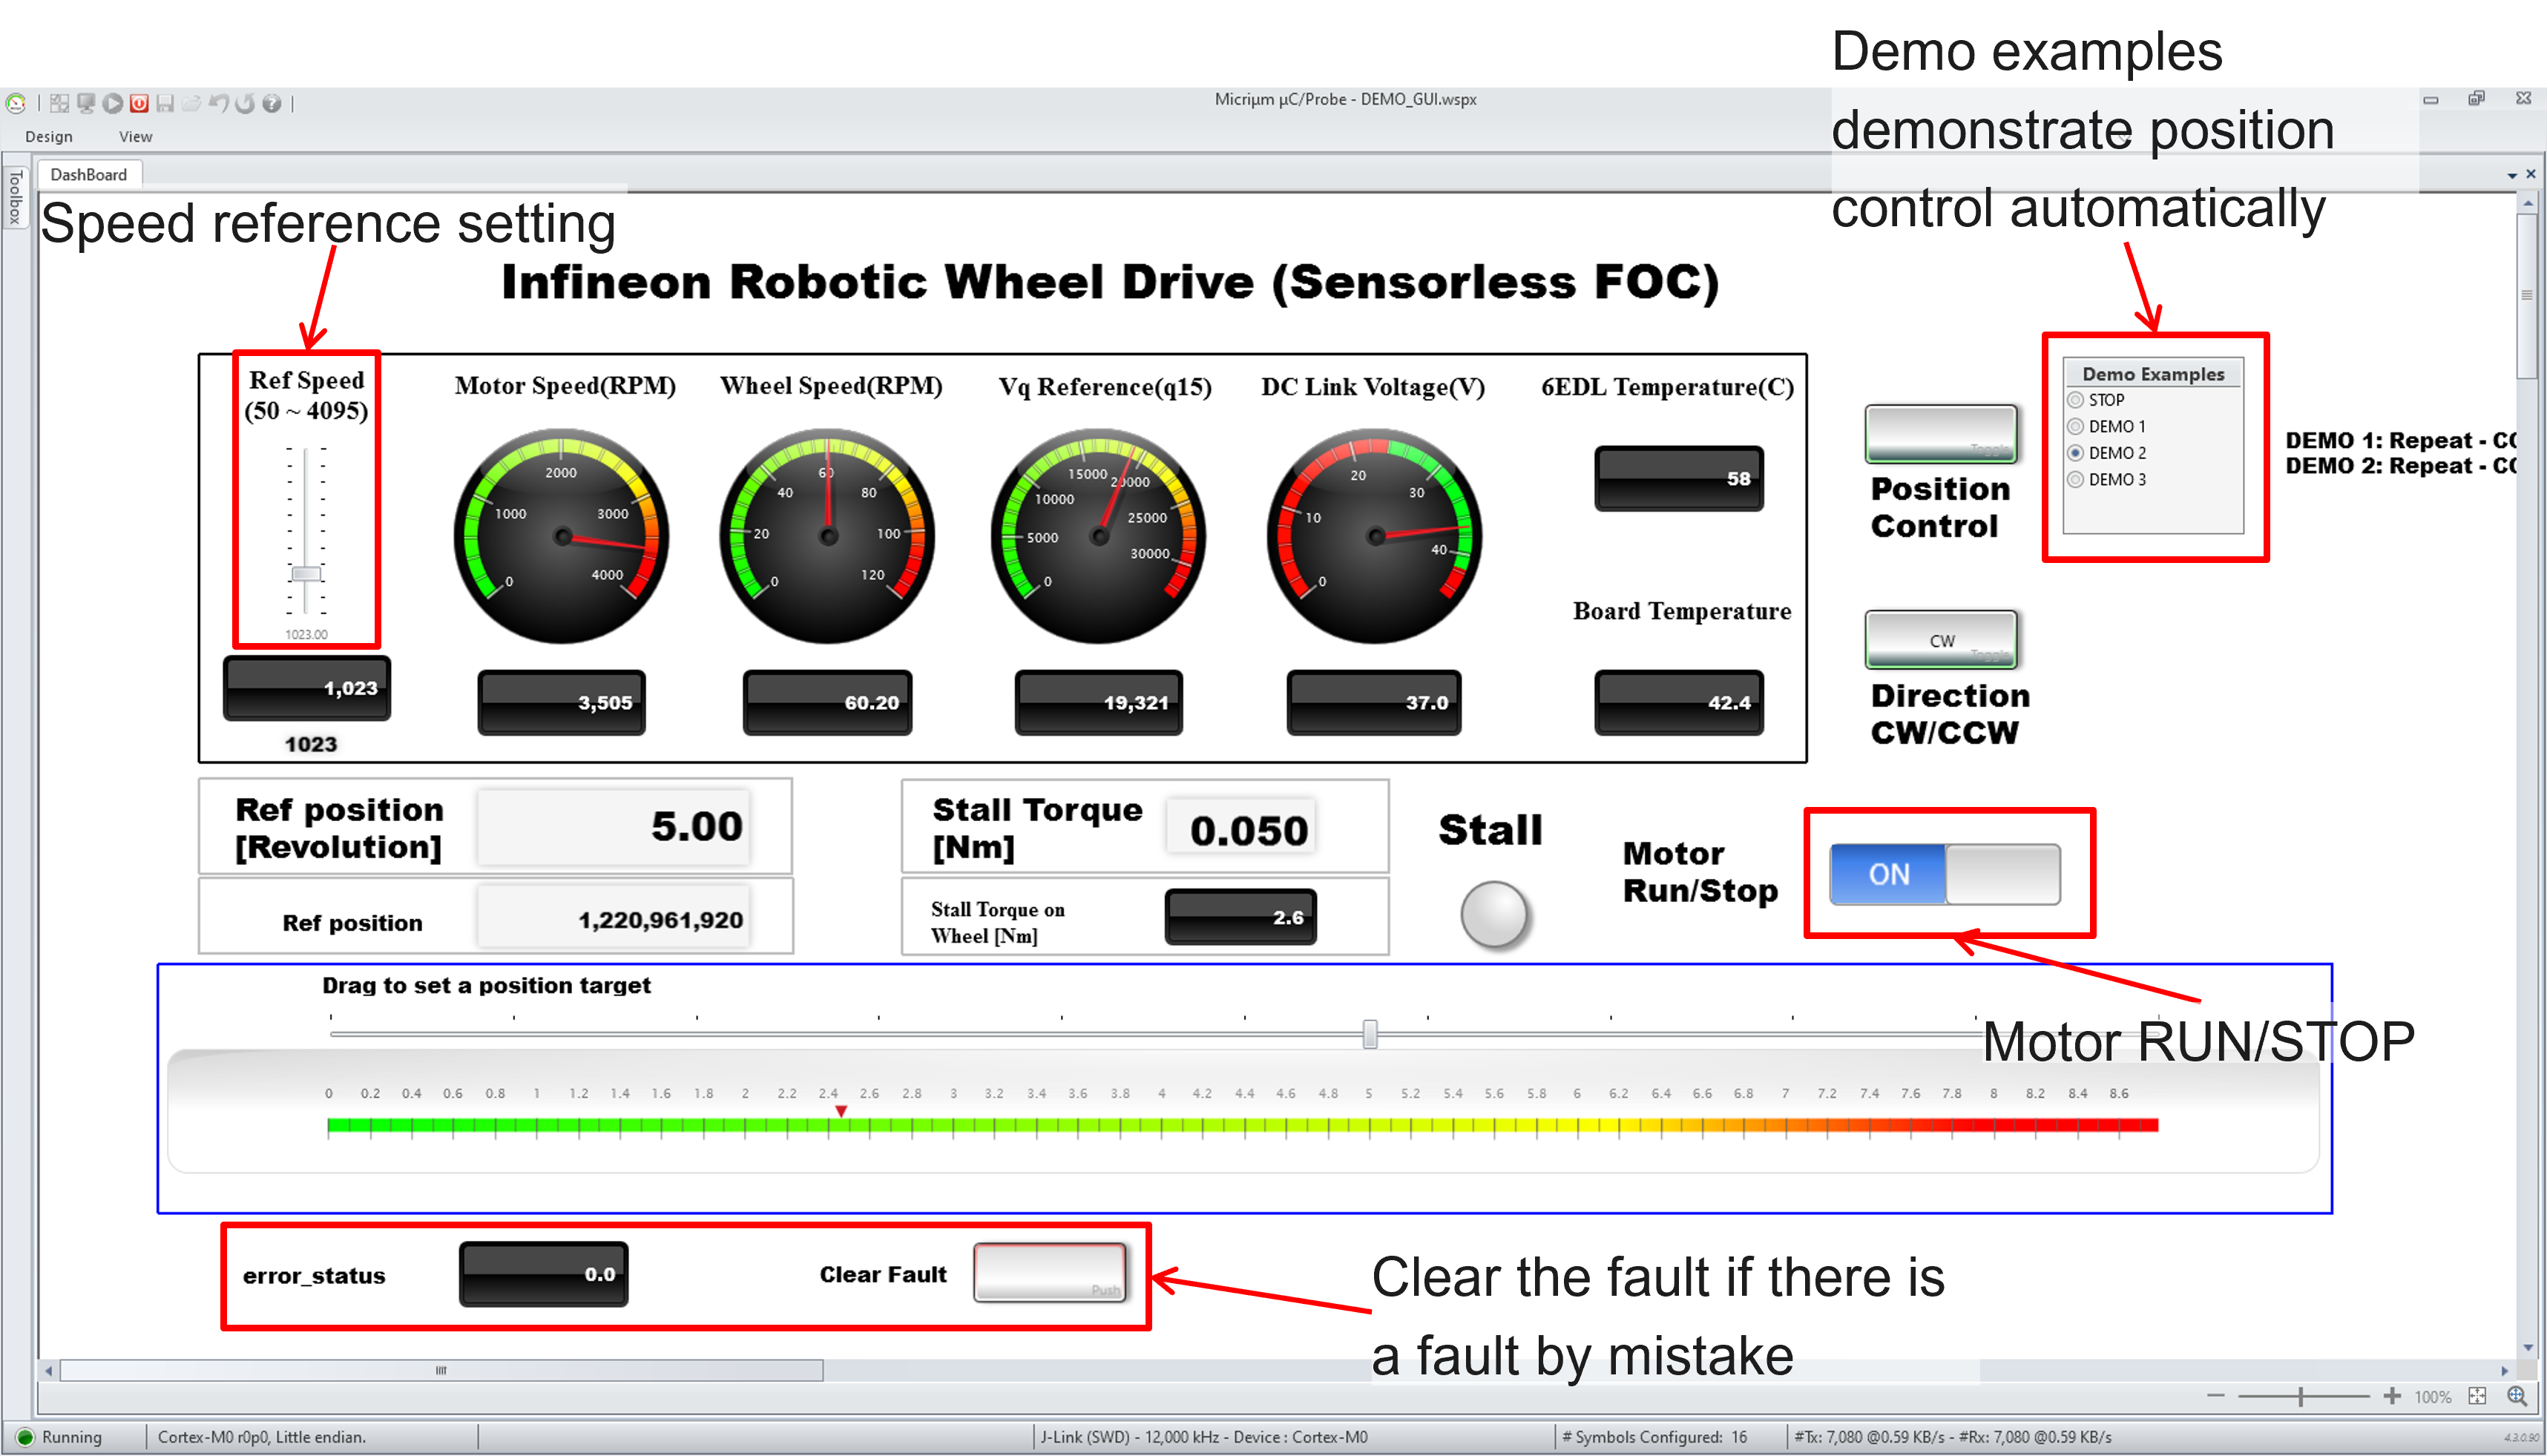 Demo examples
demonstrate position
control automatically
Micriµm µC/Probe - DEMO_GUI.wspx
Design View
Toolbox
DashBoard
Speed reference setting
Infineon Robotic Wheel Drive (Sensorless FOC)
Ref Speed
(50 ~ 4095)
1023.00
1,023
1023
Motor Speed(RPM)
0 1000 2000 3000 4000
3,505
Wheel Speed(RPM)
0 20 40 60 80 100 120
60.20
Vq Reference(q15)
0 5000 10000 15000 20000 25000 30000
19,321
DC Link Voltage(V)
0 10 20 30 40
37.0
6EDL Temperature(C)
58
Board Temperature
42.4
Toggle
Position
Control
CW
Toggle
Direction
CW/CCW
Demo Examples
STOP
DEMO 1
DEMO 2
DEMO 3
DEMO 1: Repeat - CC
DEMO 2: Repeat - CC
Ref position
[Revolution]
5.00
Ref position
1,220,961,920
Stall Torque
[Nm]
0.050
Stall Torque on
Wheel [Nm]
2.6
Stall
Motor
Run/Stop
ON
Motor RUN/STOP
Drag to set a position target
0 0.2 0.4 0.6 0.8 1 1.2 1.4 1.6 1.8 2 2.2 2.4 2.6 2.8 3 3.2 3.4 3.6 3.8 4 4.2 4.4 4.6 4.8 5 5.2 5.4 5.6 5.8 6 6.2 6.4 6.6 6.8 7 7.2 7.4 7.6 7.8 8 8.2 8.4 8.6
error_status
0.0
Clear Fault
Push
Clear the fault if there is
a fault by mistake
100%
Running
Cortex-M0 r0p0, Little endian.
J-Link (SWD) - 12,000 kHz - Device : Cortex-M0
# Symbols Configured: 16
#Tx: 7,080 @0.59 KB/s - #Rx: 7,080 @0.59 KB/s
4.3.0.90